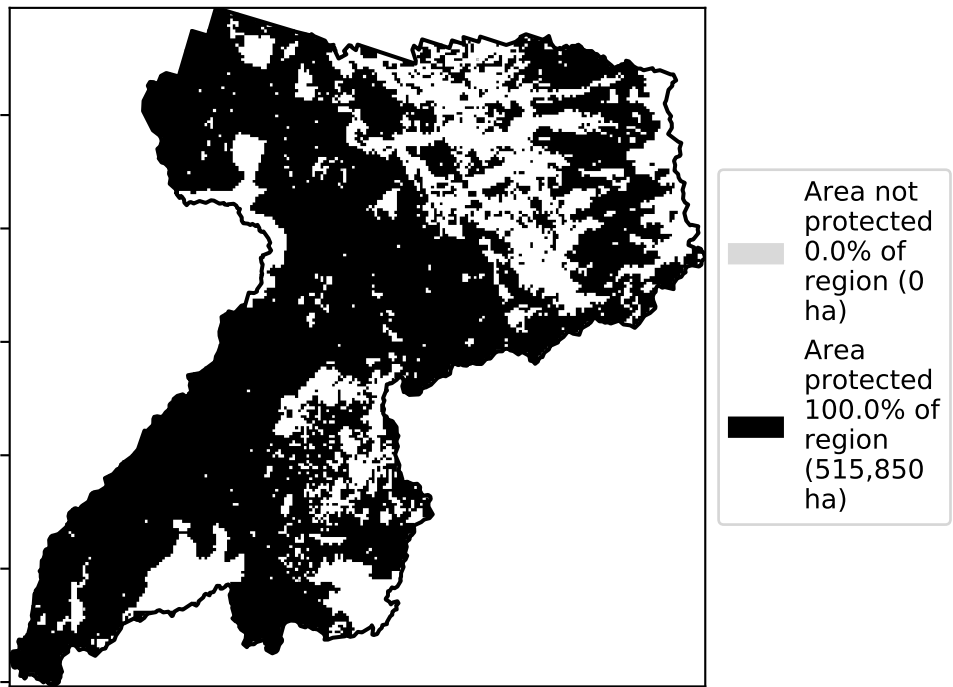 Area not
protected
0.0% of
region (0
ha)
Area
protected
100.0% of
region
(515,850
ha)